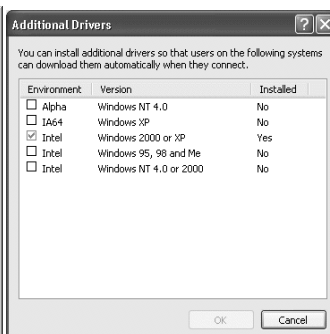 Additional Drivers
You can install additional drivers so that users on the following systems
can download them automatically when they connect.
Environment Version Installed
Alpha Windows NT 4.0 No
IA64 Windows XP No
Intel Windows 2000 or XP Yes
Intel Windows 95, 98 and Me No
Intel Windows NT 4.0 or 2000 No
OK Cancel